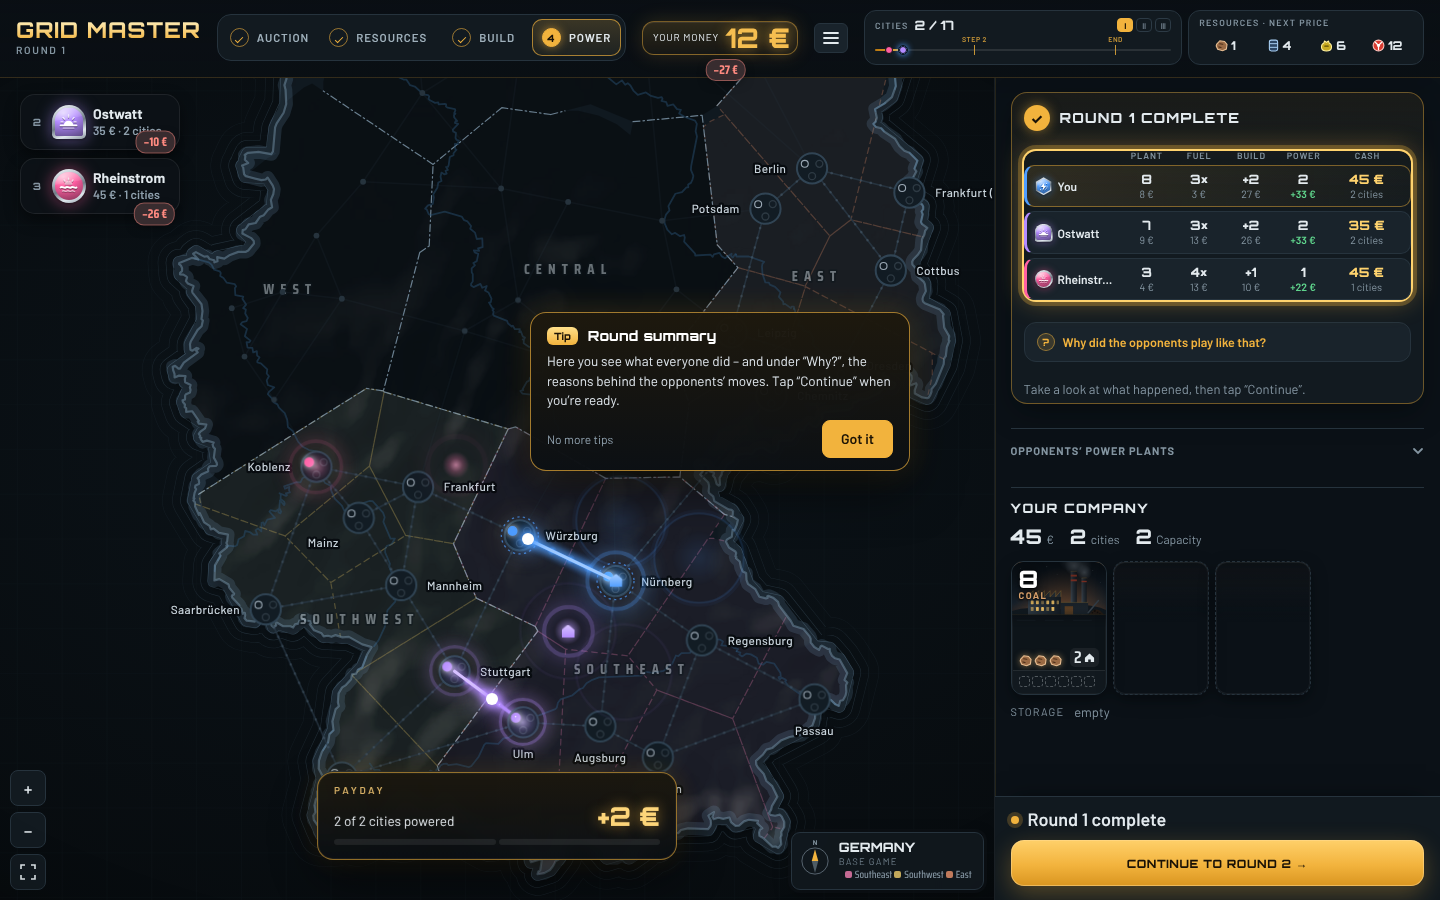 GRID MASTER
ROUND 1
AUCTION
RESOURCES
BUILD
4 POWER
YOUR MONEY 12 €
-27 €
CITIES 2/17
I II III
STEP 2
END
RESOURCES · NEXT PRICE
1 4 6 12
2 Ostwatt
35 € · 2 cities
-10 €
3 Rheinstrom
45 € · 1 cities
-26 €
Berlin
Potsdam
Frankfurt (
Cottbus
CENTRAL
EAST
WEST
Tip Round summary
Here you see what everyone did – and under “Why?”, the
reasons behind the opponents’ moves. Tap “Continue” when
you’re ready.
No more tips
Got it
Koblenz
Frankfurt
Mainz
Würzburg
Nürnberg
Mannheim
Saarbrücken
SOUTHWEST
Regensburg
SOUTHEAST
Stuttgart
Ulm
Augsburg
Passau
n
PAYDAY
2 of 2 cities powered
+2 €
+
−
N
GERMANY
BASE GAME
Southeast Southwest East
ROUND 1 COMPLETE
PLANT FUEL BUILD POWER CASH
You 8 3x +2 2 45 €
8 € 3 € 27 € +33 € 2 cities
Ostwatt 7 3x +2 2 35 €
9 € 13 € 26 € +33 € 2 cities
Rheinstr... 3 4x +1 1 45 €
4 € 13 € 10 € +22 € 1 cities
? Why did the opponents play like that?
Take a look at what happened, then tap “Continue”.
OPPONENTS’ POWER PLANTS
YOUR COMPANY
45 € 2 cities 2 Capacity
8
COAL
2
STORAGE empty
Round 1 complete
CONTINUE TO ROUND 2 →